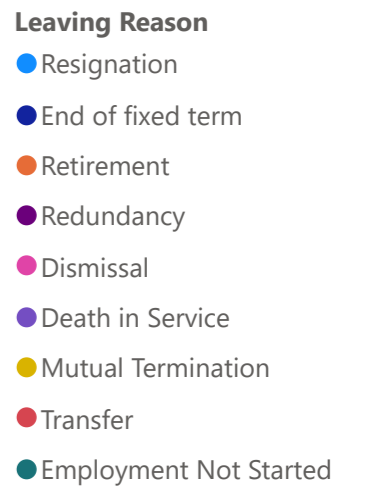 Leaving Reason
Resignation
End of fixed term
Retirement
Redundancy
Dismissal
Death in Service
Mutual Termination
Transfer
Employment Not Started